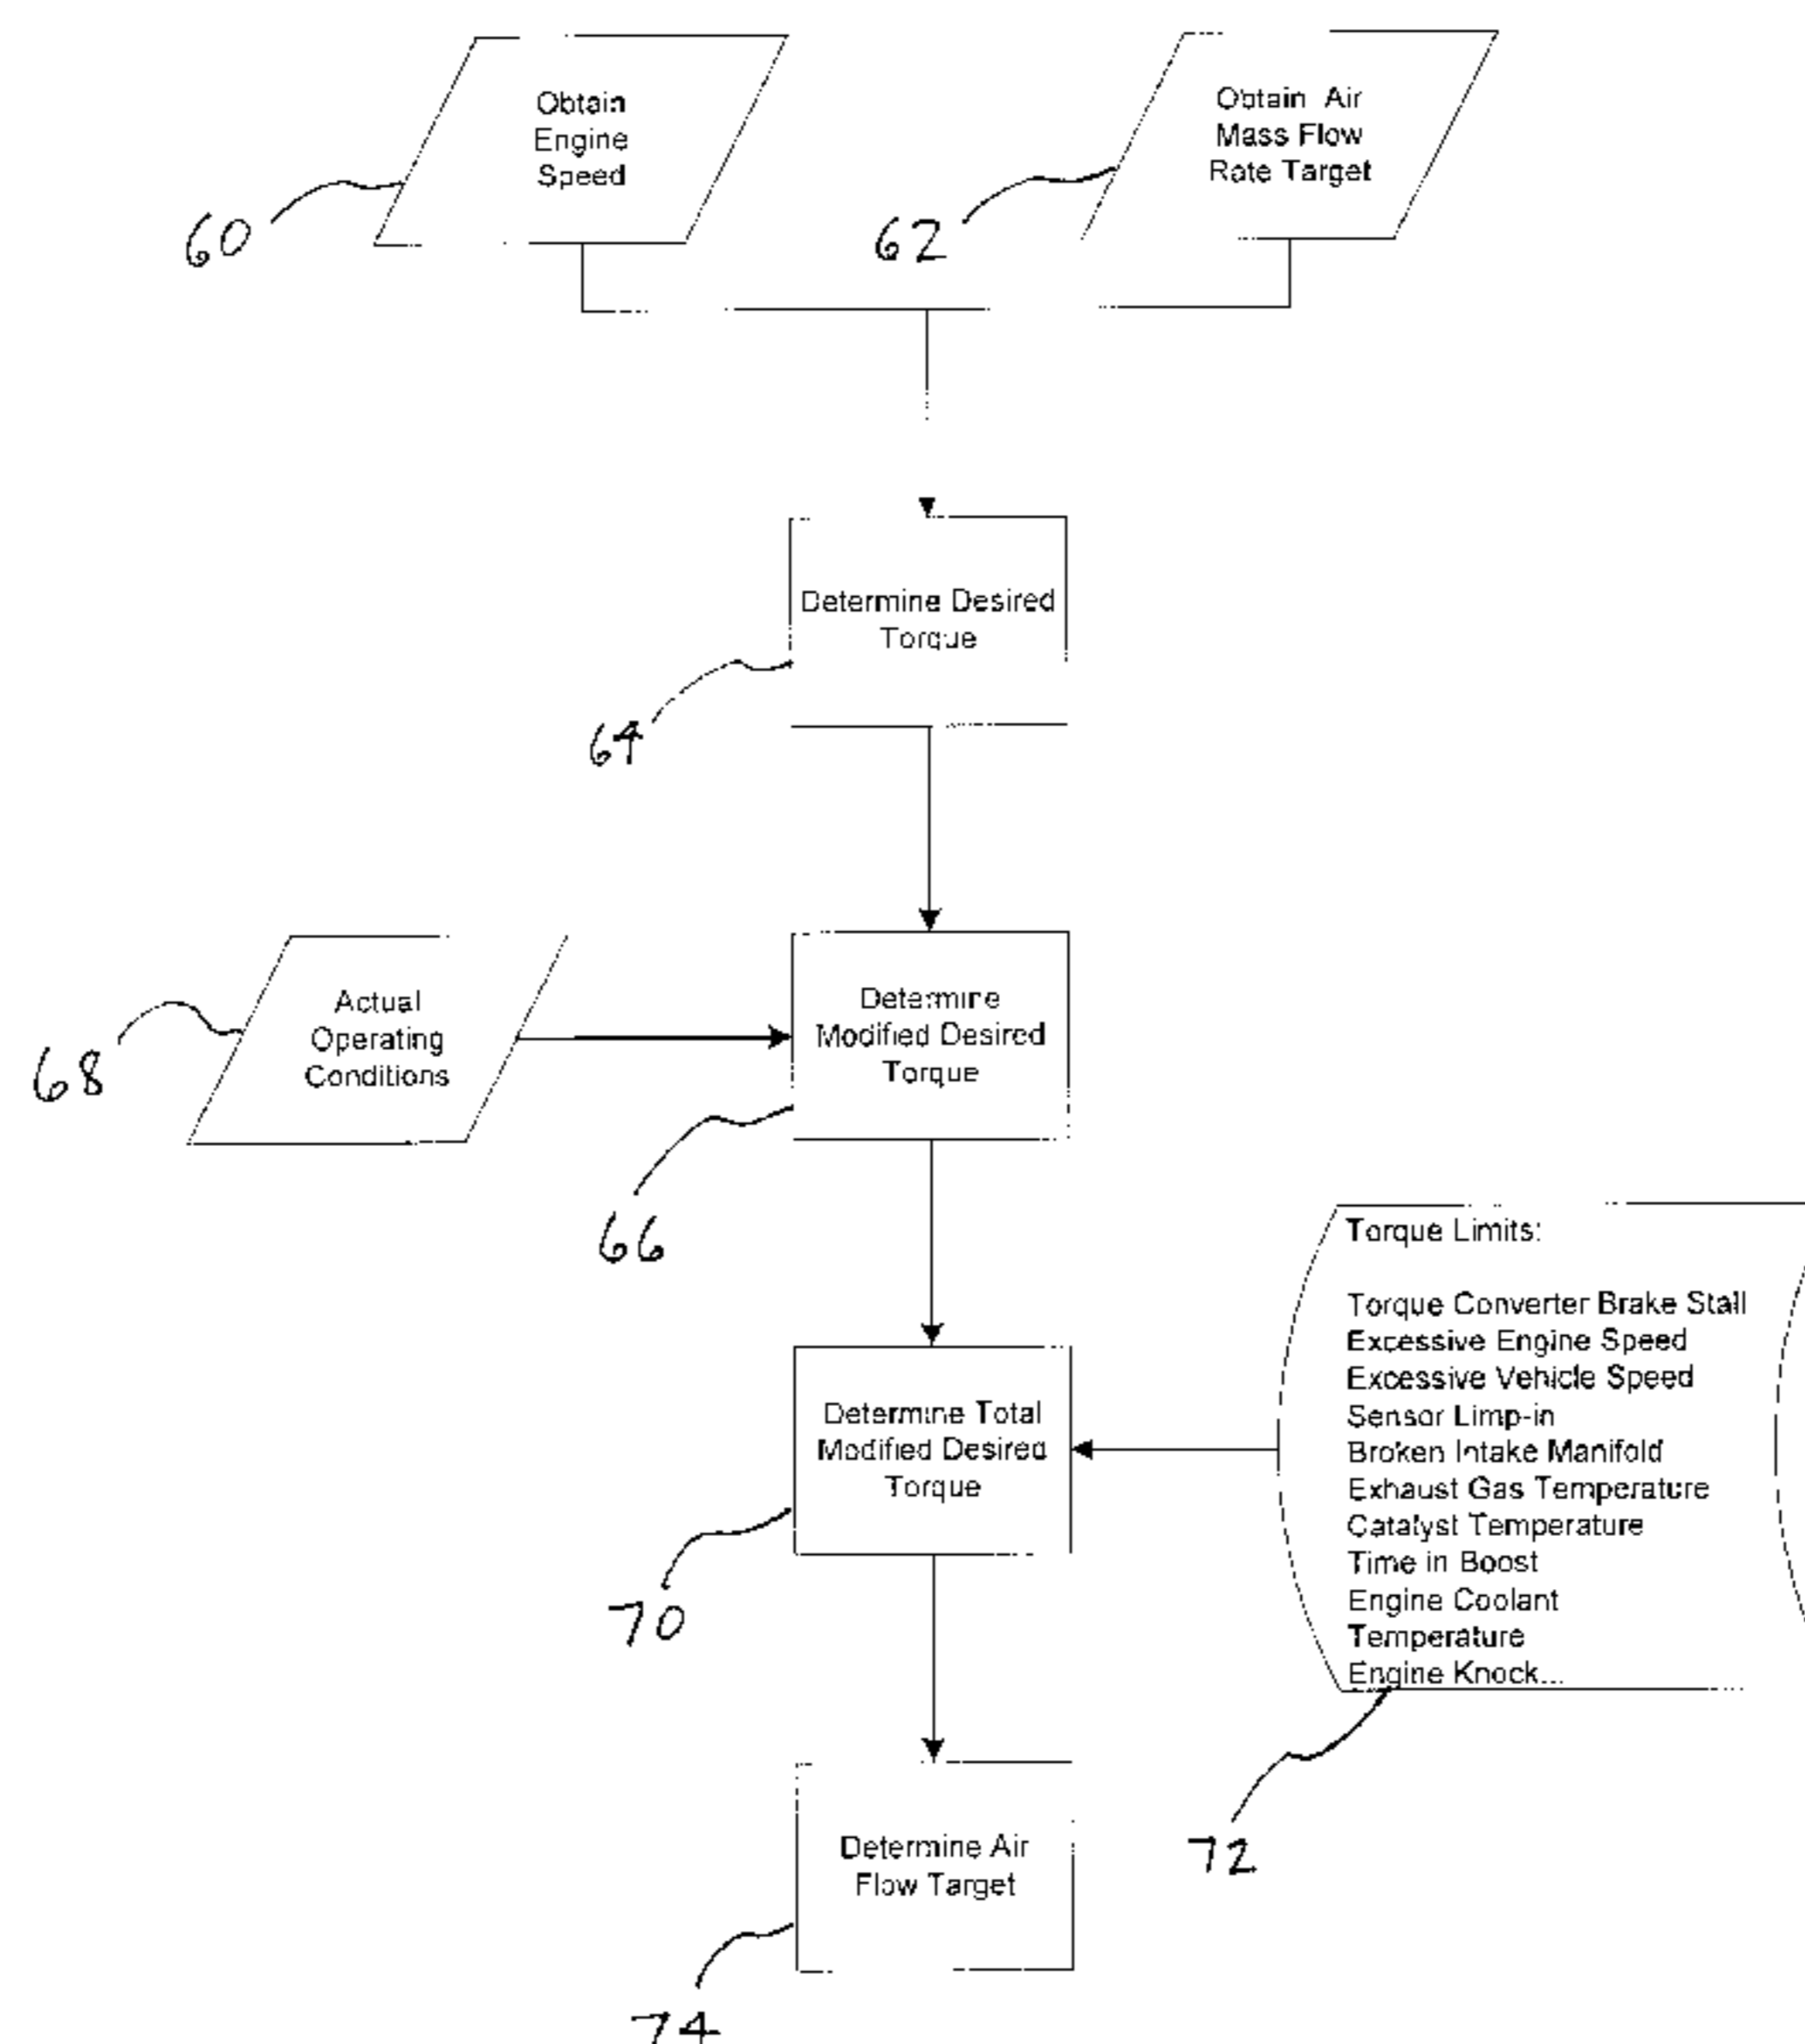 Obtain
Engine
Speed
60
Obtain Air
Mass Flow
Rate Target
62
Determine Desired
Torque
64
Actual
Operating
Conditions
68
Determine
Modified Desired
Torque
66
Torque Limits:
Torque Converter Brake Stall
Excessive Engine Speed
Excessive Vehicle Speed
Sensor Limp-in
Broken Intake Manifold
Exhaust Gas Temperature
Catalyst Temperature
Time in Boost
Engine Coolant
Temperature
Engine Knock...
72
Determine Total
Modified Desired
Torque
70
Determine Air
Flow Target
74